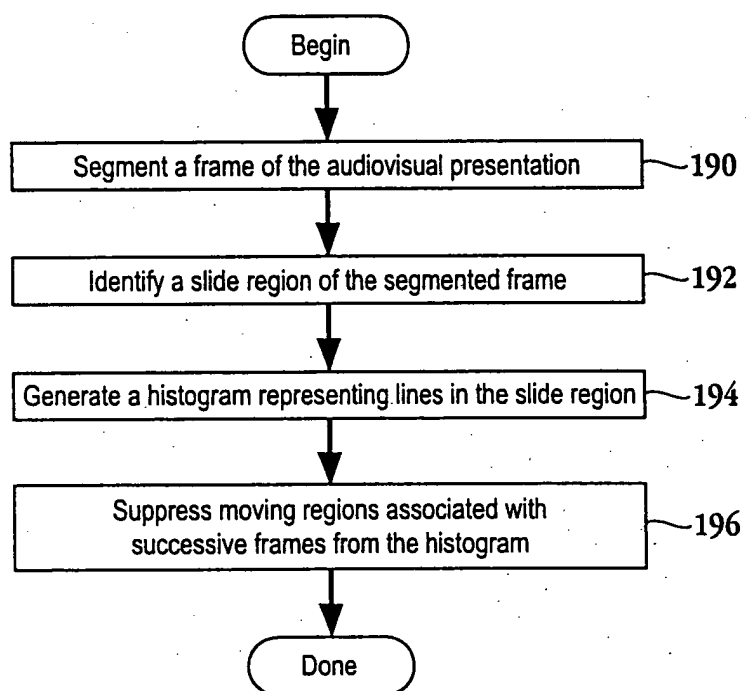 Begin
Segment a frame of the audiovisual presentation 190
Identify a slide region of the segmented frame 192
Generate a histogram representing lines in the slide region 194
Suppress moving regions associated with
successive frames from the histogram 196
Done